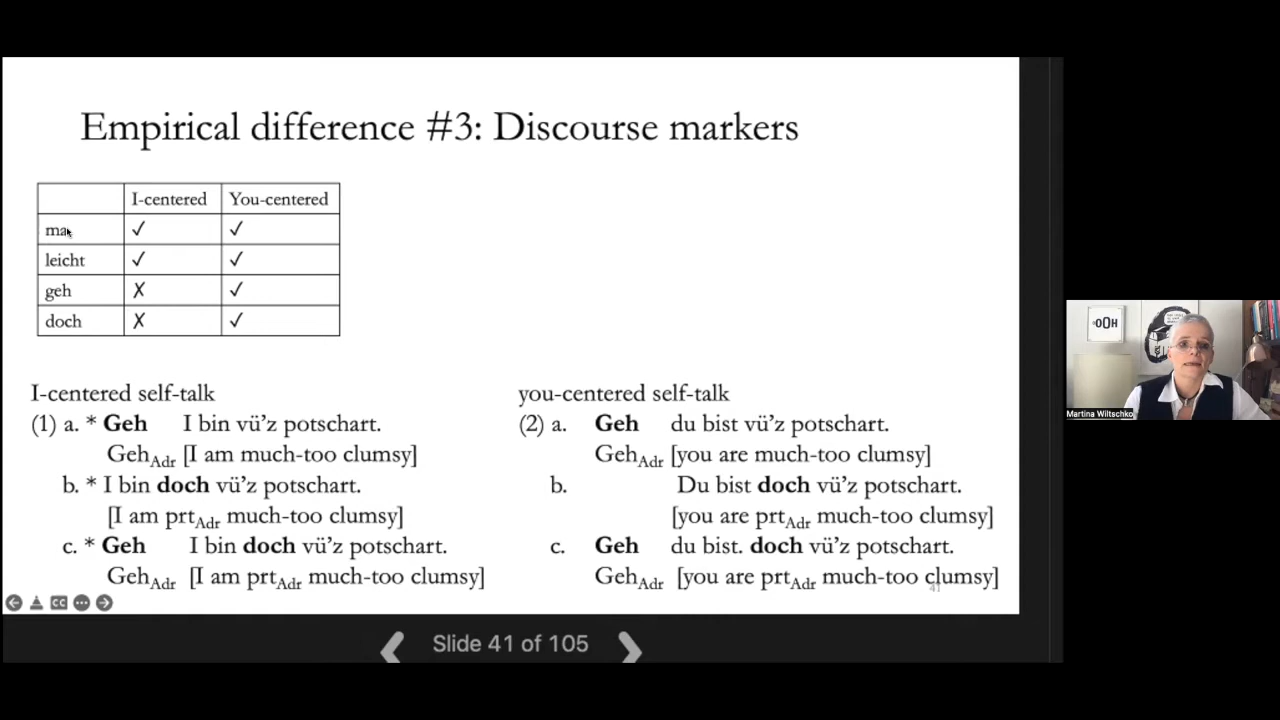 Empirical difference #3: Discourse markers
I-centered You-centered
ma ✓ ✓
leicht ✓ ✓
geh ✗ ✓
doch ✗ ✓
I-centered self-talk
(1) a. * Geh I bin vü’z potschart.
GehAdr [I am much-too clumsy]
b. * I bin doch vü’z potschart.
[I am prtAdr much-too clumsy]
c. * Geh I bin doch vü’z potschart.
GehAdr [I am prtAdr much-too clumsy]
you-centered self-talk
(2) a. Geh du bist vü’z potschart.
GehAdr [you are much-too clumsy]
b. Du bist doch vü’z potschart.
[you are prtAdr much-too clumsy]
c. Geh du bist. doch vü’z potschart.
GehAdr [you are prtAdr much-too clumsy]
41
CC
Slide 41 of 105
OOH
Martina Wiltschko